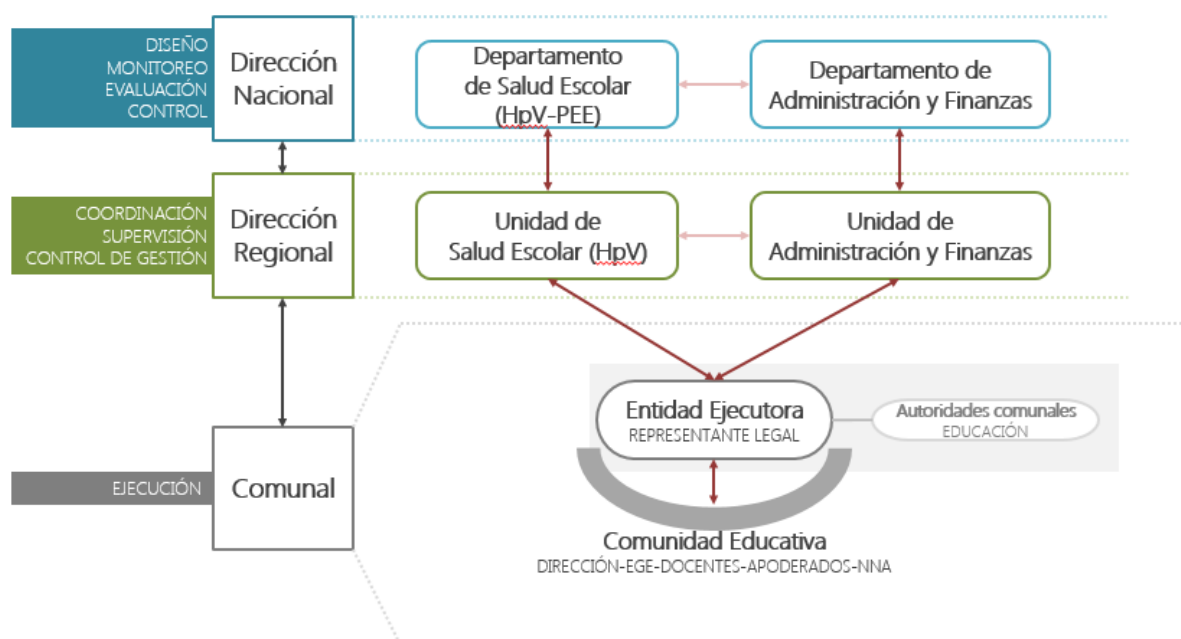 DISEÑO
MONITOREO
EVALUACIÓN
CONTROL
Dirección
Nacional
Departamento
de Salud Escolar
(HpV-PEE)
Departamento de
Administración y Finanzas
COORDINACIÓN
SUPERVISIÓN
CONTROL DE GESTIÓN
Dirección
Regional
Unidad de
Salud Escolar (HpV)
Unidad de
Administración y Finanzas
EJECUCIÓN
Comunal
Entidad Ejecutora
REPRESENTANTE LEGAL
Autoridades comunales
EDUCACIÓN
Comunidad Educativa
DIRECCIÓN-EGE-DOCENTES-APODERADOS-NNA